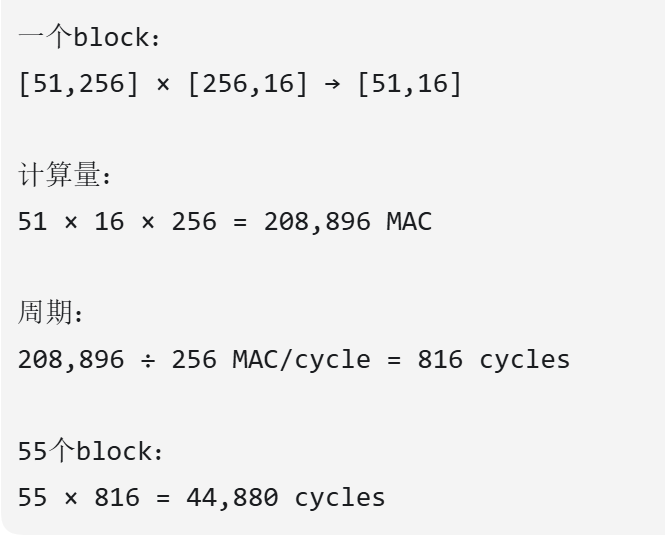 一个block：
[51,256] × [256,16] → [51,16]
计算量：
51 × 16 × 256 = 208,896 MAC
周期：
208,896 ÷ 256 MAC/cycle = 816 cycles
55个block：
55 × 816 = 44,880 cycles